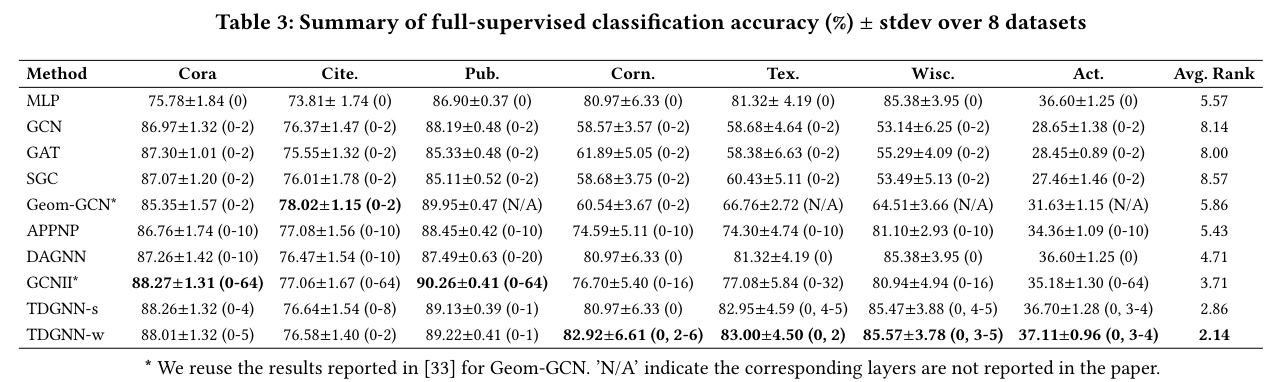 Table 3: Summary of full-supervised classification accuracy (%) ± stdev over 8 datasets
Method Cora Cite. Pub. Corn. Tex. Wisc. Act. Avg. Rank
MLP 75.78±1.84 (0) 73.81± 1.74 (0) 86.90±0.37 (0) 80.97±6.33 (0) 81.32± 4.19 (0) 85.38±3.95 (0) 36.60±1.25 (0) 5.57
GCN 86.97±1.32 (0-2) 76.37±1.47 (0-2) 88.19±0.48 (0-2) 58.57±3.57 (0-2) 58.68±4.64 (0-2) 53.14±6.25 (0-2) 28.65±1.38 (0-2) 8.14
GAT 87.30±1.01 (0-2) 75.55±1.32 (0-2) 85.33±0.48 (0-2) 61.89±5.05 (0-2) 58.38±6.63 (0-2) 55.29±4.09 (0-2) 28.45±0.89 (0-2) 8.00
SGC 87.07±1.20 (0-2) 76.01±1.78 (0-2) 85.11±0.52 (0-2) 58.68±3.75 (0-2) 60.43±5.11 (0-2) 53.49±5.13 (0-2) 27.46±1.46 (0-2) 8.57
Geom-GCN* 85.35±1.57 (0-2) 78.02±1.15 (0-2) 89.95±0.47 (N/A) 60.54±3.67 (0-2) 66.76±2.72 (N/A) 64.51±3.66 (N/A) 31.63±1.15 (N/A) 5.86
APPNP 86.76±1.74 (0-10) 77.08±1.56 (0-10) 88.45±0.42 (0-10) 74.59±5.11 (0-10) 74.30±4.74 (0-10) 81.10±2.93 (0-10) 34.36±1.09 (0-10) 5.43
DAGNN 87.26±1.42 (0-10) 76.47±1.54 (0-10) 87.49±0.63 (0-20) 80.97±6.33 (0) 81.32±4.19 (0) 85.38±3.95 (0) 36.60±1.25 (0) 4.71
GCNII* 88.27±1.31 (0-64) 77.06±1.67 (0-64) 90.26±0.41 (0-64) 76.70±5.40 (0-16) 77.08±5.84 (0-32) 80.94±4.94 (0-16) 35.18±1.30 (0-64) 3.71
TDGNN-s 88.26±1.32 (0-4) 76.64±1.54 (0-8) 89.13±0.39 (0-1) 80.97±6.33 (0) 82.95±4.59 (0, 4-5) 85.47±3.88 (0, 4-5) 36.70±1.28 (0, 3-4) 2.86
TDGNN-w 88.01±1.32 (0-5) 76.58±1.40 (0-2) 89.22±0.41 (0-1) 82.92±6.61 (0, 2-6) 83.00±4.50 (0, 2) 85.57±3.78 (0, 3-5) 37.11±0.96 (0, 3-4) 2.14
* We reuse the results reported in [33] for Geom-GCN. 'N/A' indicate the corresponding layers are not reported in the paper.